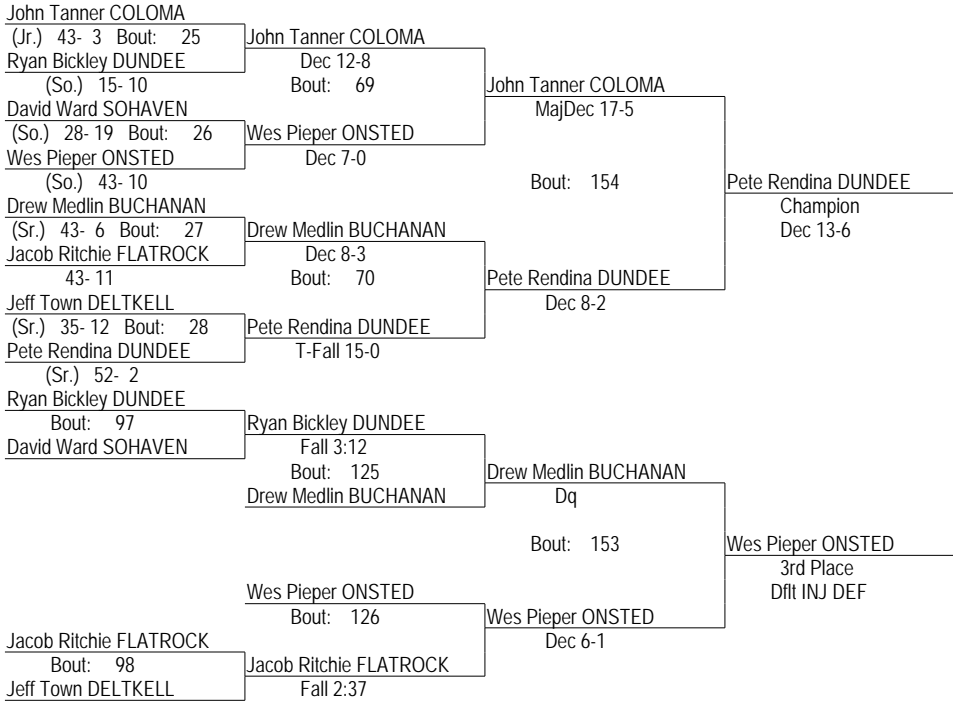 John Tanner COLOMA
(Jr.) 43- 3 Bout: 25 John Tanner COLOMA
Ryan Bickley DUNDEE Dec 12-8
(So.) 15- 10 Bout: 69 John Tanner COLOMA
David Ward SOHAVEN MajDec 17-5
(So.) 28- 19 Bout: 26 Wes Pieper ONSTED
Wes Pieper ONSTED Dec 7-0
(So.) 43- 10 Bout: 154 Pete Rendina DUNDEE
Drew Medlin BUCHANAN Champion
(Sr.) 43- 6 Bout: 27 Drew Medlin BUCHANAN Dec 13-6
Jacob Ritchie FLATROCK Dec 8-3
43- 11 Bout: 70 Pete Rendina DUNDEE
Jeff Town DELTKELL Dec 8-2
(Sr.) 35- 12 Bout: 28 Pete Rendina DUNDEE
Pete Rendina DUNDEE T-Fall 15-0
(Sr.) 52- 2
Ryan Bickley DUNDEE
Bout: 97 Ryan Bickley DUNDEE
David Ward SOHAVEN Fall 3:12
Bout: 125 Drew Medlin BUCHANAN
Drew Medlin BUCHANAN Dq
Bout: 153 Wes Pieper ONSTED
3rd Place
Wes Pieper ONSTED Dflt INJ DEF
Bout: 126 Wes Pieper ONSTED
Jacob Ritchie FLATROCK Dec 6-1
Bout: 98 Jacob Ritchie FLATROCK
Jeff Town DELTKELL Fall 2:37